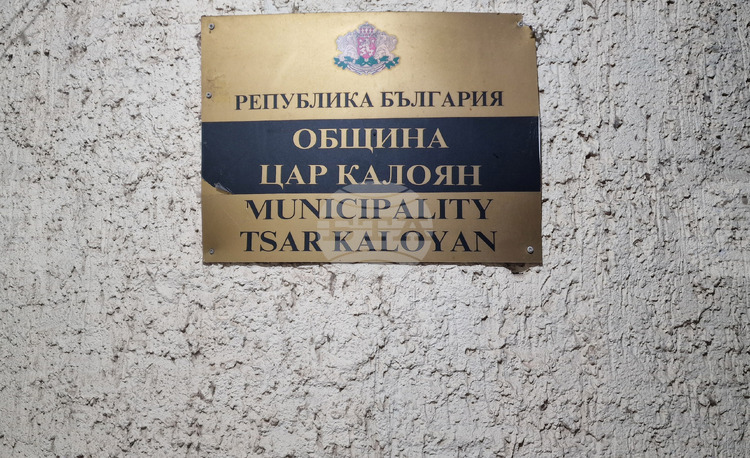 РЕПУБЛИКА БЪЛГАРИЯ
ОБЩИНА
ЦАР КАЛОЯН
MUNICIPALITY
TSAR KALOYAN